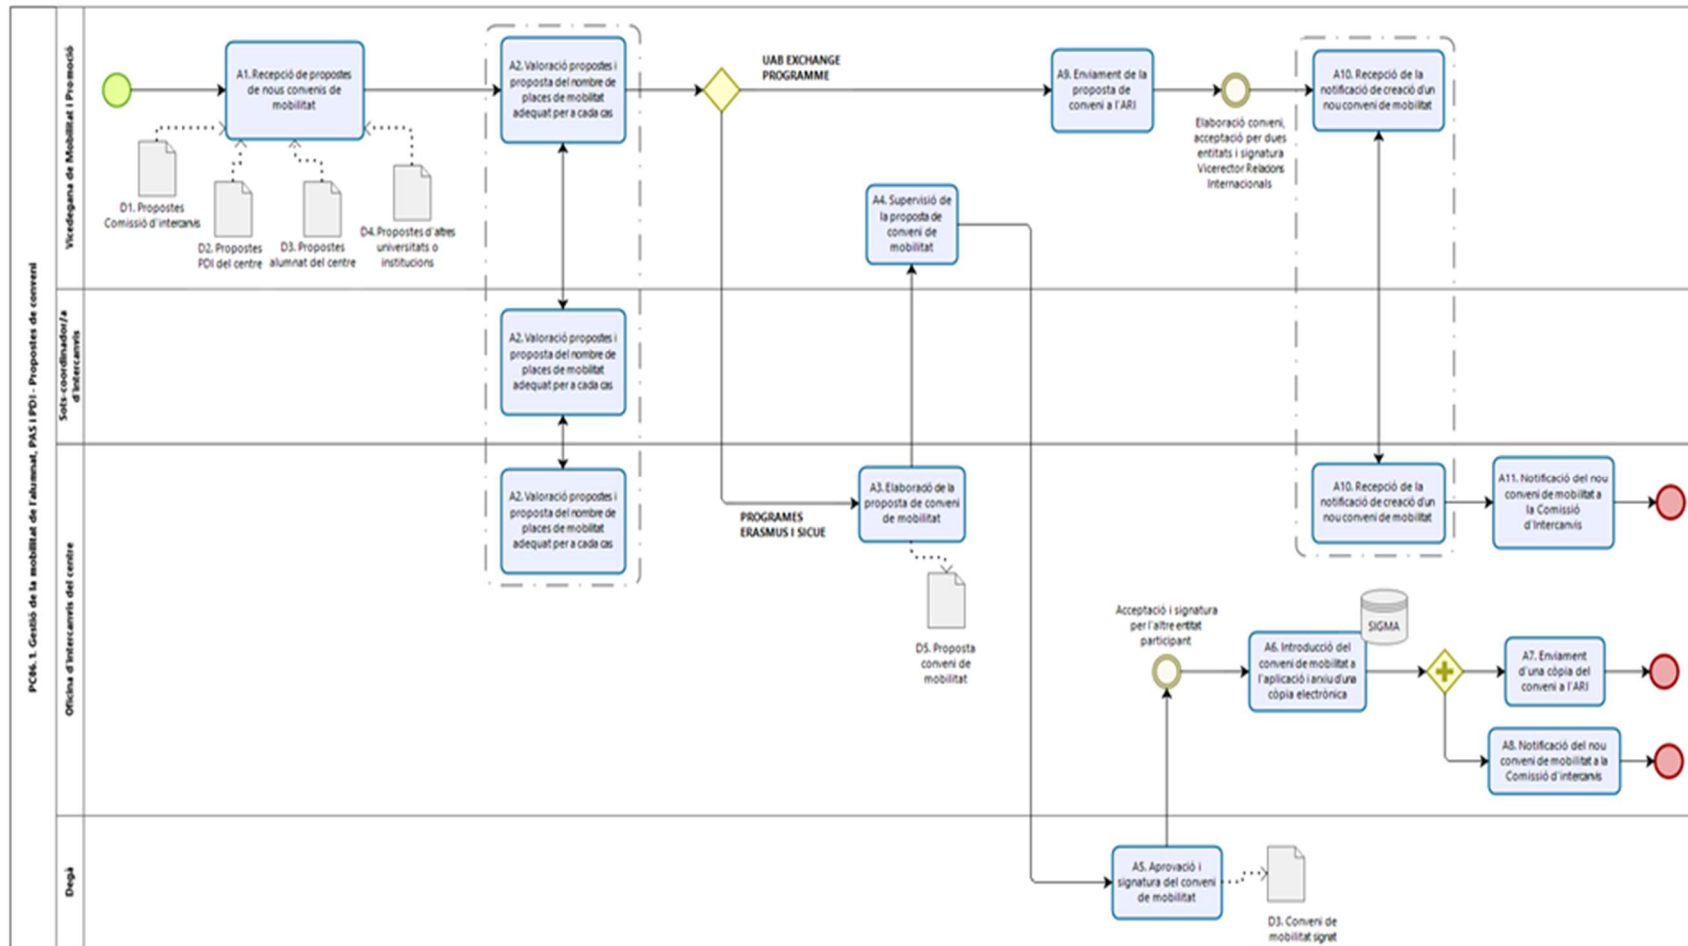 PC06.1. Gestió de la mobilitat de l'alumnat, PAS i PDI - Propostes de conveni
Vicedegana de Mobilitat i Promoció
A1. Recepció de propostes
de nous convenis de
mobilitat
D1. Propostes
Comissió d'intercanvis
D2. Propostes
PDI del centre
D3. Propostes
alumnat del centre
D4. Propostes d'altres
universitats o
institucions
A2. Valoració propostes i
proposta del nombre de
places de mobilitat
adequat per a cada cas
UAB EXCHANGE
PROGRAMME
A9. Enviament de la
proposta de
conveni a l'ARI
Elaboració conveni,
acceptació per dues
entitats i signatura
Vicerector Relacions
Internacionals
A10. Recepció de la
notificació de creació d'un
nou conveni de mobilitat
A4. Supervisió de
la proposta de
conveni de
mobilitat
Sots-coordinador/a
d'intercanvis
A2. Valoració propostes i
proposta del nombre de
places de mobilitat
adequat per a cada cas
Oficina d'intercanvis del centre
A2. Valoració propostes i
proposta del nombre de
places de mobilitat
adequat per a cada cas
PROGRAMES
ERASMUS I SICUE
A3. Elaboració de la
proposta de conveni
de mobilitat
D5. Proposta
conveni de
mobilitat
A10. Recepció de la
notificació de creació d'un
nou conveni de mobilitat
A11. Notificació del nou
conveni de mobilitat a
la Comissió
d'Intercanvis
Acceptació i signatura
per l'altre entitat
participant
A6. Introducció del
conveni de mobilitat a
l'aplicació i arxiu d'una
còpia electrònica
SIGMA
A7. Enviament
d'una còpia del
conveni a l'ARI
A8. Notificació del nou
conveni de mobilitat a la
Comissió d'intercanvis
Degà
A5. Aprovació i
signatura del conveni
de mobilitat
D3. Conveni de
mobilitat signat